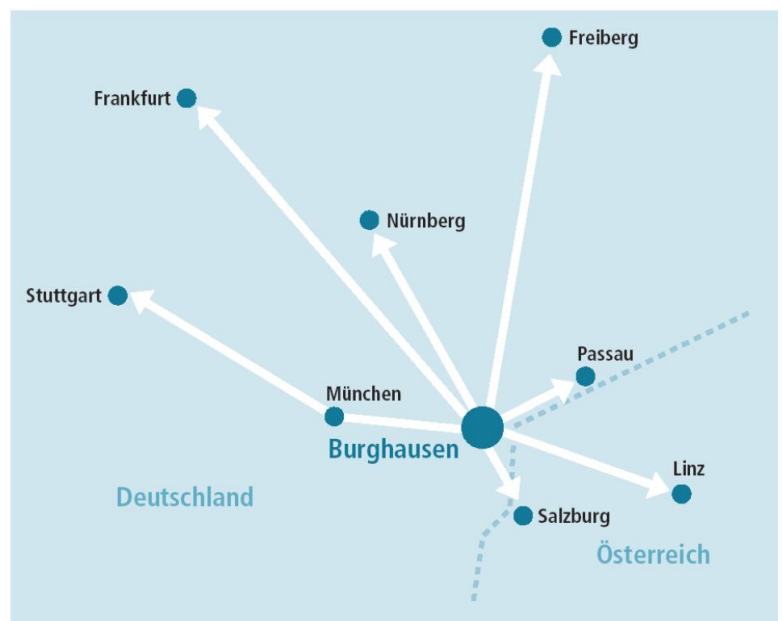 Freiberg
Frankfurt
Nürnberg
Stuttgart
Passau
München
Burghausen
Linz
Deutschland
Salzburg
Österreich